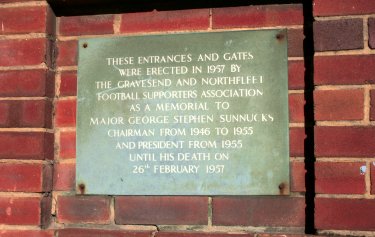 THESE ENTRANCES AND GATES
WERE ERECTED IN 1957 BY
THE GRAVESEND AND NORTHFLEET
FOOTBALL SUPPORTERS ASSOCIATION
AS A MEMORIAL TO
MAJOR GEORGE STEPHEN SUNNUCKS
CHAIRMAN FROM 1946 TO 1955
AND PRESIDENT FROM 1955
UNTIL HIS DEATH ON
26TH FEBRUARY 1957